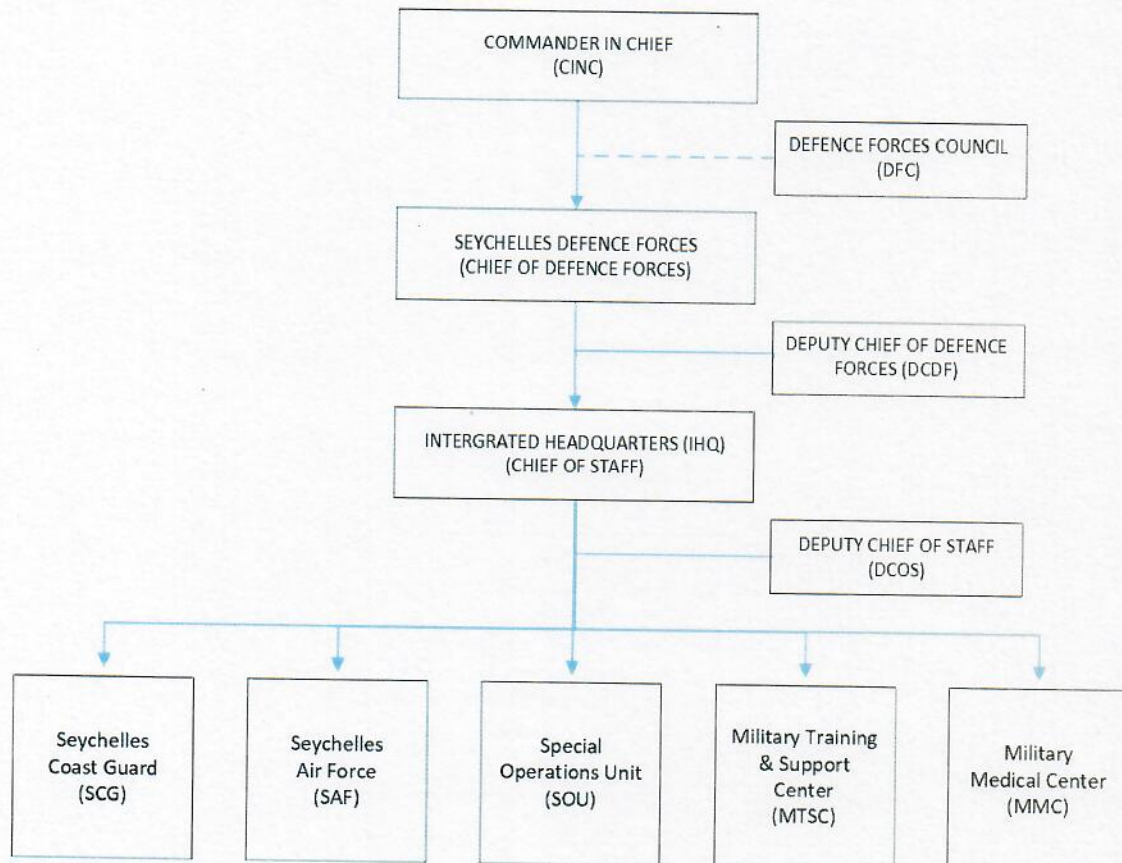 COMMANDER IN CHIEF
(CINC)
DEFENCE FORCES COUNCIL
(DFC)
SEYCHELLES DEFENCE FORCES
(CHIEF OF DEFENCE FORCES)
DEPUTY CHIEF OF DEFENCE
FORCES (DCDF)
INTERGRATED HEADQUARTERS (IHQ)
(CHIEF OF STAFF)
DEPUTY CHIEF OF STAFF
(DCOS)
Seychelles
Coast Guard
(SCG)
Seychelles
Air Force
(SAF)
Special
Operations Unit
(SOU)
Military Training
& Support
Center
(MTSC)
Military
Medical Center
(MMC)